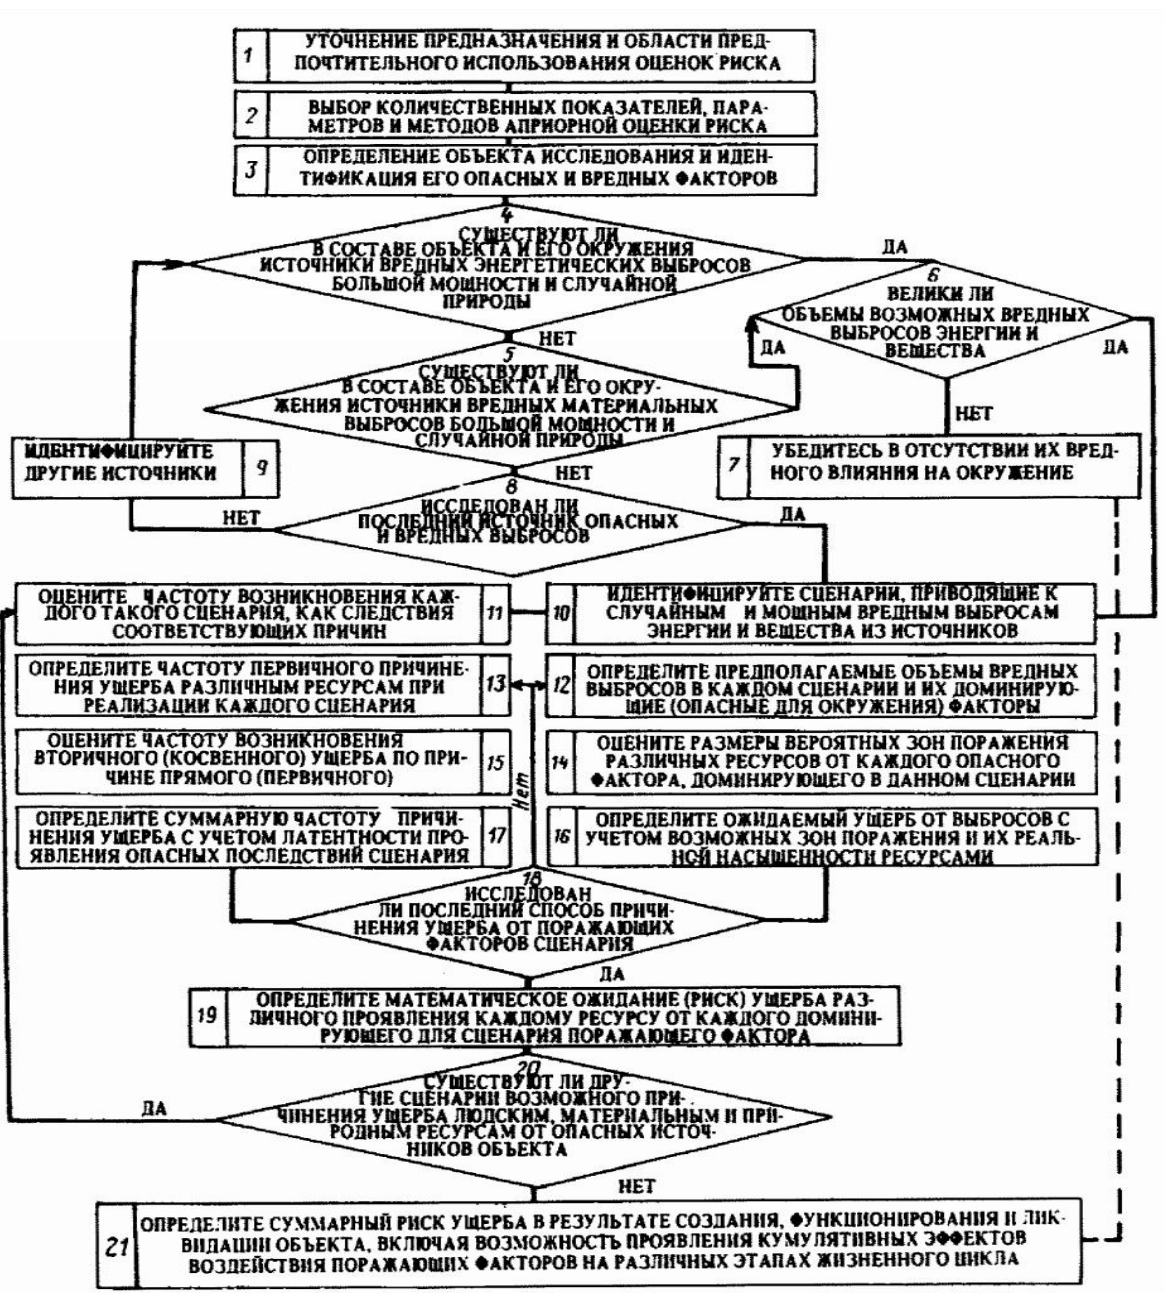 1
УТОЧНЕНИЕ ПРЕДНАЗНАЧЕНИЯ И ОБЛАСТИ ПРЕД-
ПОЧТИТЕЛЬНОГО ИСПОЛЬЗОВАНИЯ ОЦЕНОК РИСКА
2
ВЫБОР КОЛИЧЕСТВЕННЫХ ПОКАЗАТЕЛЕЙ, ПАРА-
МЕТРОВ И МЕТОДОВ АПРИОРНОЙ ОЦЕНКИ РИСКА
3
ОПРЕДЕЛЕНИЕ ОБЪЕКТА ИССЛЕДОВАНИЯ И ИДЕН-
ТИФИКАЦИЯ ЕГО ОПАСНЫХ И ВРЕДНЫХ ФАКТОРОВ
4
СУЩЕСТВУЮТ ЛИ
В СОСТАВЕ ОБЪЕКТА И ЕГО ОКРУЖЕНИЯ
ИСТОЧНИКИ ВРЕДНЫХ ЭНЕРГЕТИЧЕСКИХ ВЫБРОСОВ
БОЛЬШОЙ МОЩНОСТИ И СЛУЧАЙНОЙ
ПРИРОДЫ
ДА
НЕТ
6
ВЕЛИКИ ЛИ
ОБЪЕМЫ ВОЗМОЖНЫХ ВРЕДНЫХ
ВЫБРОСОВ ЭНЕРГИИ И
ВЕЩЕСТВА
ДА
ДА
НЕТ
5
СУЩЕСТВУЮТ ЛИ
В СОСТАВЕ ОБЪЕКТА И ЕГО ОКРУ-
ЖЕНИЯ ИСТОЧНИКИ ВРЕДНЫХ МАТЕРИАЛЬНЫХ
ВЫБРОСОВ БОЛЬШОЙ МОЩНОСТИ И
СЛУЧАЙНОЙ ПРИРОДЫ
НЕТ
7
УБЕДИТЕСЬ В ОТСУТСТВИИ ИХ ВРЕД-
НОГО ВЛИЯНИЯ НА ОКРУЖЕНИЕ
ИДЕНТИФИЦИРУЙТЕ
ДРУГИЕ ИСТОЧНИКИ
9
8
ИССЛЕДОВАН ЛИ
ПОСЛЕДНИЙ ИСТОЧНИК ОПАСНЫХ
И ВРЕДНЫХ ВЫБРОСОВ
НЕТ
ДА
ОЦЕНИТЕ ЧАСТОТУ ВОЗНИКНОВЕНИЯ КАЖ-
ДОГО ТАКОГО СЦЕНАРИЯ, КАК СЛЕДСТВИЯ
СООТВЕТСТВУЮЩИХ ПРИЧИН
11
10
ИДЕНТИФИЦИРУЙТЕ СЦЕНАРИИ, ПРИВОДЯЩИЕ К
СЛУЧАЙНЫМ И МОЩНЫМ ВРЕДНЫМ ВЫБРОСАМ
ЭНЕРГИИ И ВЕЩЕСТВА ИЗ ИСТОЧНИКОВ
ОПРЕДЕЛИТЕ ЧАСТОТУ ПЕРВИЧНОГО ПРИЧИНЕ-
НИЯ УЩЕРБА РАЗЛИЧНЫМ РЕСУРСАМ ПРИ
РЕАЛИЗАЦИИ КАЖДОГО СЦЕНАРИЯ
13
12
ОПРЕДЕЛИТЕ ПРЕДПОЛАГАЕМЫЕ ОБЪЕМЫ ВРЕДНЫХ
ВЫБРОСОВ В КАЖДОМ СЦЕНАРИИ И ИХ ДОМИНИРУЮ-
ЩИЕ (ОПАСНЫЕ ДЛЯ ОКРУЖЕНИЯ) ФАКТОРЫ
ОЦЕНИТЕ ЧАСТОТУ ВОЗНИКНОВЕНИЯ
ВТОРИЧНОГО (КОСВЕННОГО) УЩЕРБА ПО ПРИ-
ЧИНЕ ПРЯМОГО (ПЕРВИЧНОГО)
15
Нет
14
ОЦЕНИТЕ РАЗМЕРЫ ВЕРОЯТНЫХ ЗОН ПОРАЖЕНИЯ
РАЗЛИЧНЫХ РЕСУРСОВ ОТ КАЖДОГО ОПАСНОГО
ФАКТОРА, ДОМИНИРУЮЩЕГО В ДАННОМ СЦЕНАРИИ
ОПРЕДЕЛИТЕ СУММАРНУЮ ЧАСТОТУ ПРИЧИ-
НЕНИЯ УЩЕРБА С УЧЕТОМ ЛАТЕНТНОСТИ ПРО-
ЯВЛЕНИЯ ОПАСНЫХ ПОСЛЕДСТВИЙ СЦЕНАРИЯ
17
16
ОПРЕДЕЛИТЕ ОЖИДАЕМЫЙ УЩЕРБ ОТ ВЫБРОСОВ С
УЧЕТОМ ВОЗМОЖНЫХ ЗОН ПОРАЖЕНИЯ И ИХ РЕАЛЬ-
НОЙ НАСЫЩЕННОСТИ РЕСУРСАМИ
18
ИССЛЕДОВАН
ЛИ ПОСЛЕДНИЙ СПОСОБ ПРИЧИ-
НЕНИЯ УЩЕРБА ОТ ПОРАЖАЮЩИХ
ФАКТОРОВ СЦЕНАРИЯ
ДА
19
ОПРЕДЕЛИТЕ МАТЕМАТИЧЕСКОЕ ОЖИДАНИЕ (РИСК) УЩЕРБА РАЗ-
ЛИЧНОГО ПРОЯВЛЕНИЯ КАЖДОМУ РЕСУРСУ ОТ КАЖДОГО ДОМИНИ-
РУЮЩЕГО ДЛЯ СЦЕНАРИЯ ПОРАЖАЮЩЕГО ФАКТОРА
20
СУЩЕСТВУЮТ ЛИ ДРУ-
ГИЕ СЦЕНАРИИ ВОЗМОЖНОГО ПРИ-
ЧИНЕНИЯ УЩЕРБА ЛЮДСКИМ, МАТЕРИАЛЬНЫМ И ПРИ-
РОДНЫМ РЕСУРСАМ ОТ ОПАСНЫХ ИСТОЧ-
НИКОВ ОБЪЕКТА
ДА
НЕТ
21
ОПРЕДЕЛИТЕ СУММАРНЫЙ РИСК УЩЕРБА В РЕЗУЛЬТАТЕ СОЗДАНИЯ, ФУНКЦИОНИРОВАНИЯ И ЛИК-
ВИДАЦИИ ОБЪЕКТА, ВКЛЮЧАЯ ВОЗМОЖНОСТЬ ПРОЯВЛЕНИЯ КУМУЛЯТИВНЫХ ЭФФЕКТОВ
ВОЗДЕЙСТВИЯ ПОРАЖАЮЩИХ ФАКТОРОВ НА РАЗЛИЧНЫХ ЭТАПАХ ЖИЗНЕННОГО ЦИКЛА